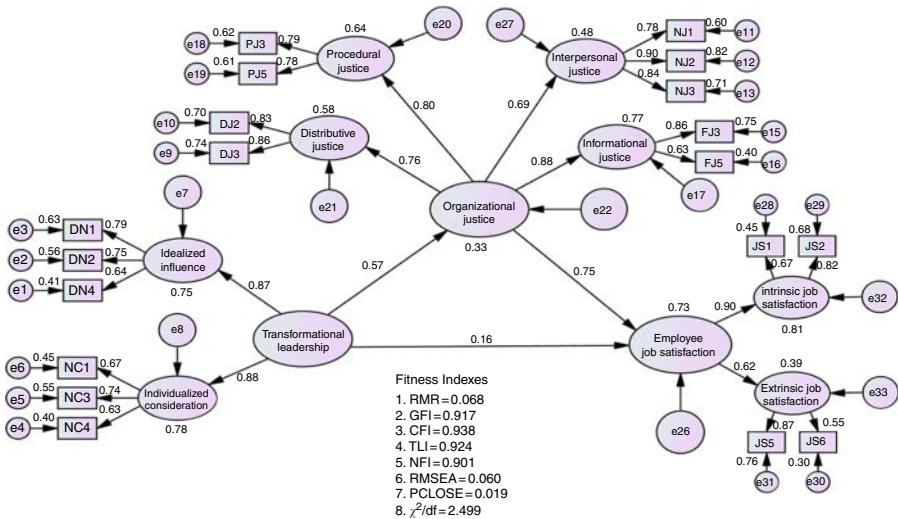 0.62
0.64
e20
e27
0.48
0.78
NJ1
0.60
e11
e18
PJ3
0.79
Procedural
justice
Interpersonal
justice
0.90
NJ2
0.82
e12
0.61
0.78
e19
PJ5
0.84
NJ3
0.71
e13
0.80
0.69
0.70
0.58
0.77
0.75
e10
DJ2
0.83
Distributive
justice
Informational
justice
0.86
FJ3
e15
0.74
0.86
0.63
0.40
e9
DJ3
0.76
0.88
FJ5
e16
e7
e21
Organizational
justice
e22
e17
e28
e29
0.63
0.33
0.45
0.68
e3
DN1
0.79
JS1
JS2
0.56
e2
DN2
0.75
Idealized
influence
0.67
0.82
0.41
0.64
0.57
0.75
e1
DN4
0.75
0.87
0.73
0.90
intrinsic job
satisfaction
e32
e8
0.81
Transformational
leadership
0.16
Employee
job satisfaction
0.45
e6
NC1
0.67
0.88
0.62
0.39
0.55
e5
NC3
0.74
Individualized
consideration
Extrinsic job
satisfaction
e33
0.40
0.63
e4
NC4
0.78
e26
0.87
0.55
JS5
JS6
0.76
0.30
e31
e30
Fitness Indexes
1. RMR=0.068
2. GFI=0.917
3. CFI=0.938
4. TLI=0.924
5. NFI=0.901
6. RMSEA=0.060
7. PCLOSE=0.019
8. χ²/df=2.499